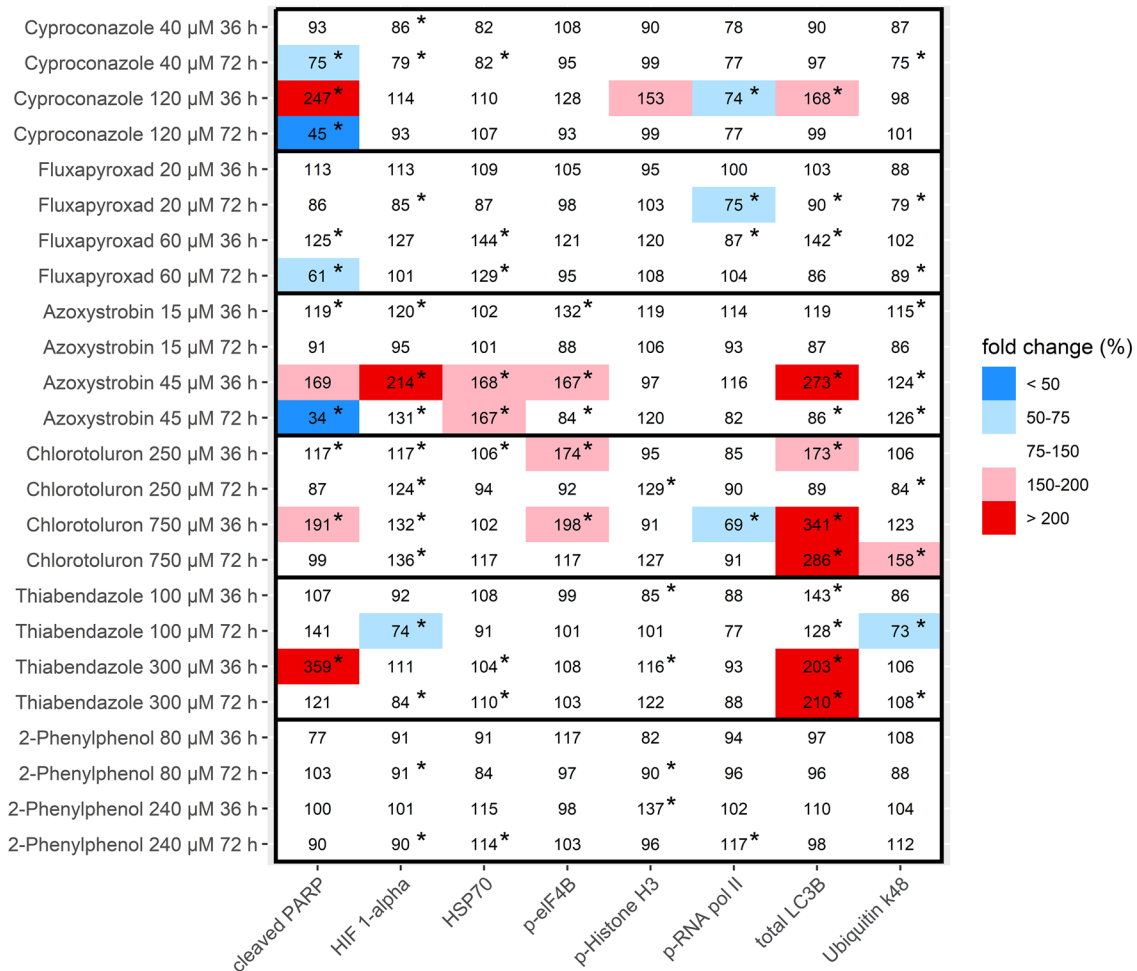 Cyproconazole 40 µM 36 h 93 86 * 82 108 90 78 90 87
Cyproconazole 40 µM 72 h 75 * 79 * 82 * 95 99 77 97 75 *
Cyproconazole 120 µM 36 h 247 * 114 110 128 153 74 * 168 * 98
Cyproconazole 120 µM 72 h 45 * 93 107 93 99 77 99 101
Fluxapyroxad 20 µM 36 h 113 113 109 105 95 100 103 88
Fluxapyroxad 20 µM 72 h 86 85 * 87 98 103 75 * 90 * 79 *
Fluxapyroxad 60 µM 36 h 125 * 127 144 * 121 120 87 * 142 * 102
Fluxapyroxad 60 µM 72 h 61 * 101 129 * 95 108 104 86 89 *
Azoxystrobin 15 µM 36 h 119 * 120 * 102 132 * 119 114 119 115 *
Azoxystrobin 15 µM 72 h 91 95 101 88 106 93 87 86
Azoxystrobin 45 µM 36 h 169 214 * 168 * 167 * 97 116 273 * 124 *
Azoxystrobin 45 µM 72 h 34 * 131 * 167 * 84 * 120 82 86 * 126 *
Chlorotoluron 250 µM 36 h 117 * 117 * 106 * 174 * 95 85 173 * 106
Chlorotoluron 250 µM 72 h 87 124 * 94 92 129 * 90 89 84 *
Chlorotoluron 750 µM 36 h 191 * 132 * 102 198 * 91 69 * 341 * 123
Chlorotoluron 750 µM 72 h 99 136 * 117 117 127 91 286 * 158 *
Thiabendazole 100 µM 36 h 107 92 108 99 85 * 88 143 * 86
Thiabendazole 100 µM 72 h 141 74 * 91 101 101 77 128 * 73 *
Thiabendazole 300 µM 36 h 359 * 111 104 * 108 116 * 93 203 * 106
Thiabendazole 300 µM 72 h 121 84 * 110 * 103 122 88 210 * 108 *
2-Phenylphenol 80 µM 36 h 77 91 91 117 82 94 97 108
2-Phenylphenol 80 µM 72 h 103 91 * 84 97 90 * 96 96 88
2-Phenylphenol 240 µM 36 h 100 101 115 98 137 * 102 110 104
2-Phenylphenol 240 µM 72 h 90 90 * 114 * 103 96 117 * 98 112
cleaved PARP
HIF 1-alpha
HSP70
p-eIF4B
p-Histone H3
p-RNA pol II
total LC3B
Ubiquitin k48
fold change (%)
< 50
50-75
75-150
150-200
> 200